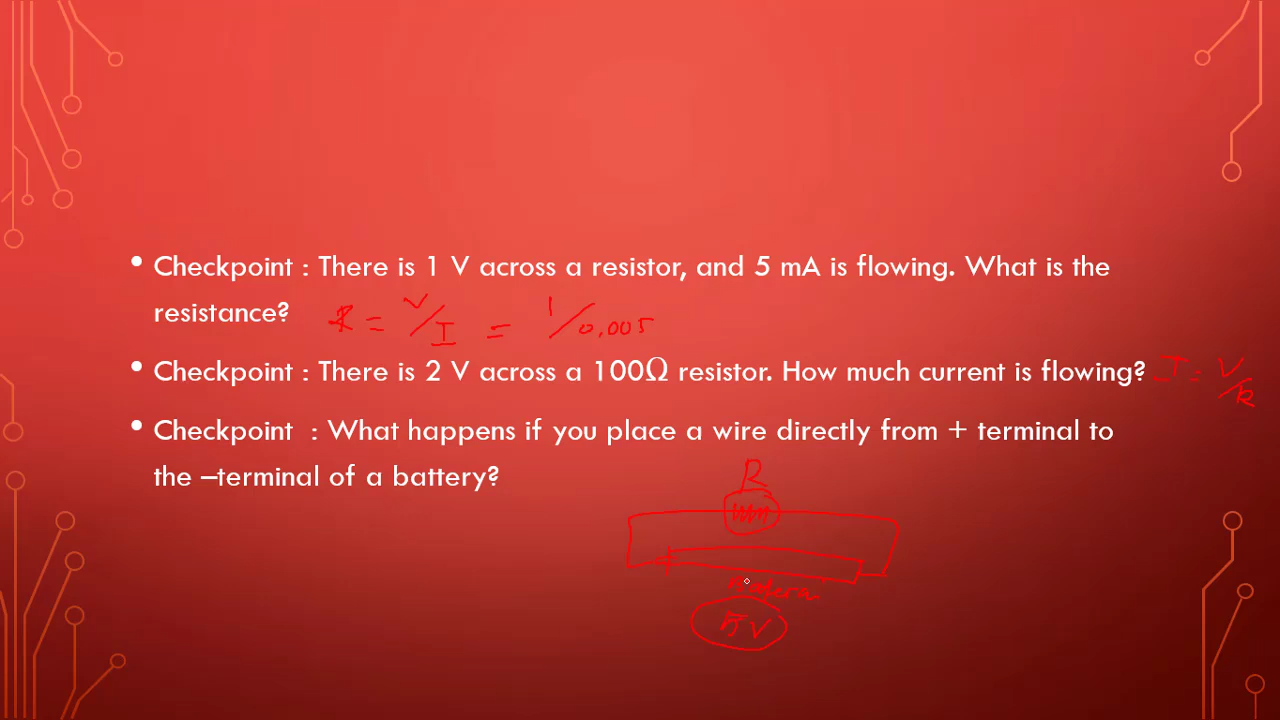 • Checkpoint : There is 1 V across a resistor, and 5 mA is flowing. What is the
resistance? R = V/I = 1/0.005
• Checkpoint : There is 2 V across a 100Ω resistor. How much current is flowing? I = V/R
• Checkpoint  : What happens if you place a wire directly from + terminal to
the –terminal of a battery?
R
5V